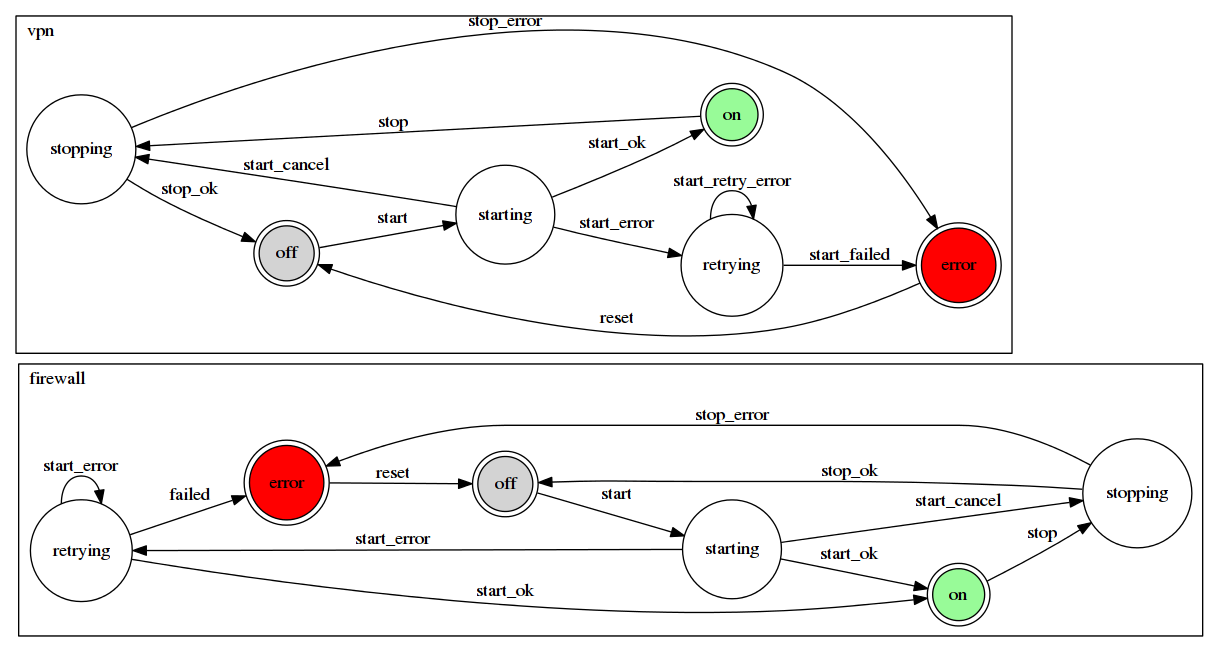 vpn
stop_error
on
stop
start_ok
stopping
start_cancel
start_retry_error
stop_ok
start
starting
start_error
off
retrying
start_failed
error
reset
firewall
stop_error
start_error
stop_ok
reset
error
off
failed
start
start_cancel
stopping
retrying
start_error
starting
start_ok
stop
start_ok
on